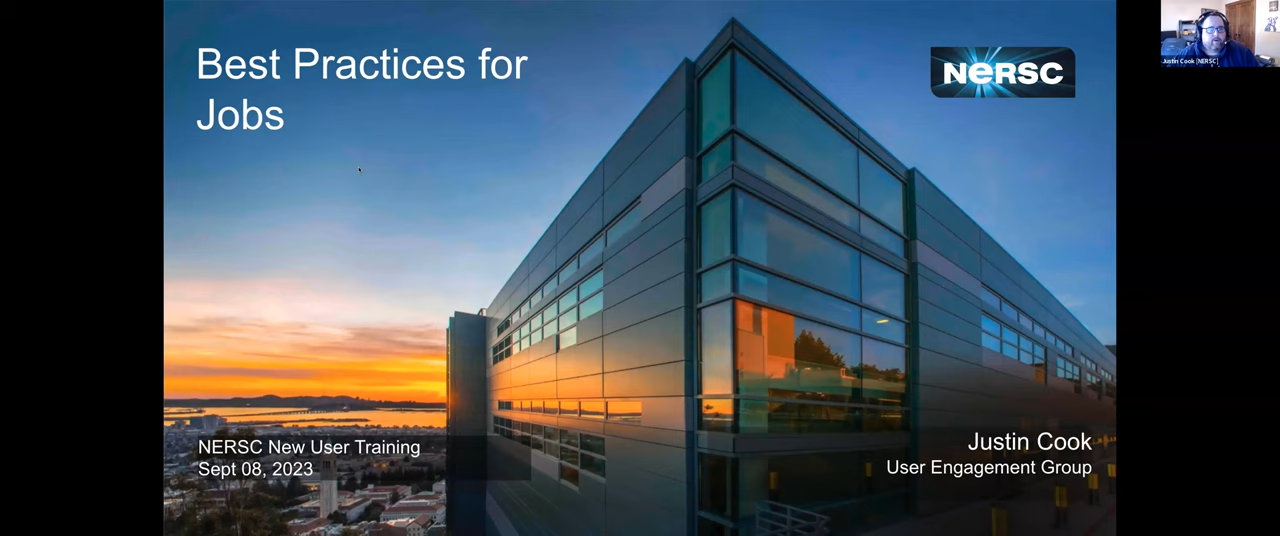 Best Practices for
Jobs
NERSC
NERSC New User Training
Sept 08, 2023
Justin Cook
User Engagement Group
Justin Cook [NERSC]